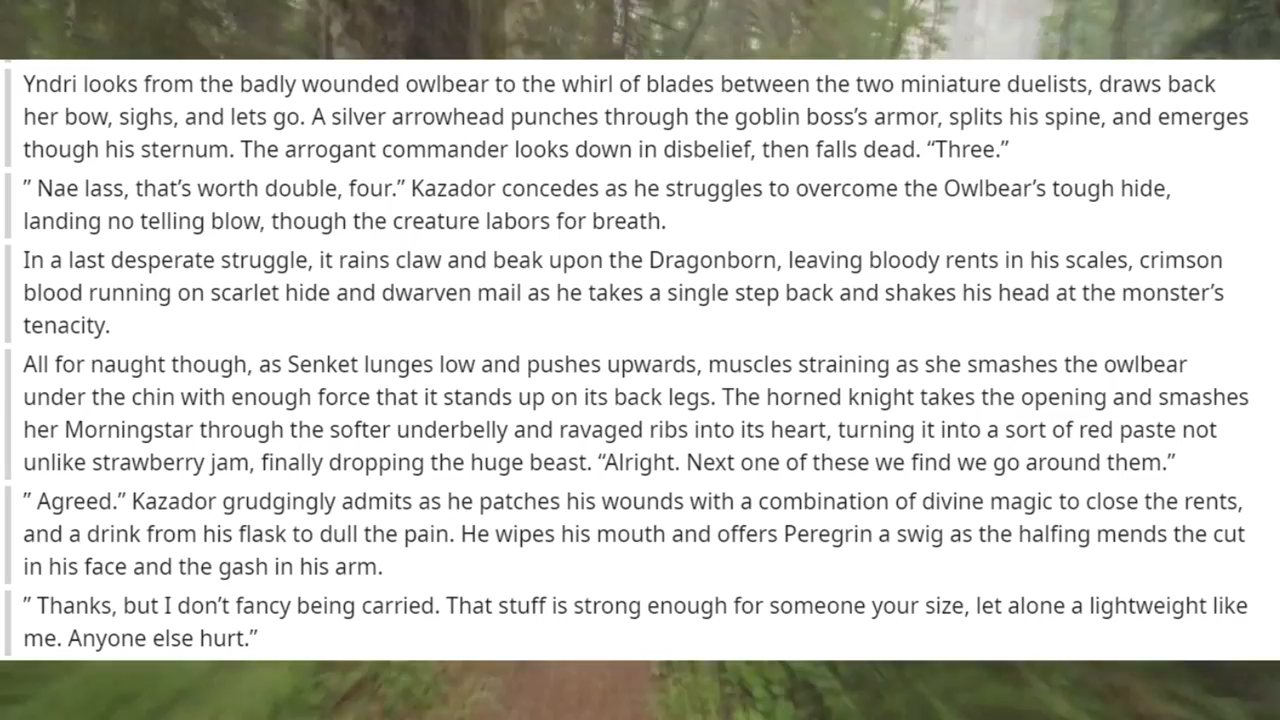 Yndri looks from the badly wounded owlbear to the whirl of blades between the two miniature duelists, draws back
her bow, sighs, and lets go. A silver arrowhead punches through the goblin boss’s armor, splits his spine, and emerges
though his sternum. The arrogant commander looks down in disbelief, then falls dead. “Three.”
” Nae lass, that’s worth double, four.” Kazador concedes as he struggles to overcome the Owlbear’s tough hide,
landing no telling blow, though the creature labors for breath.
In a last desperate struggle, it rains claw and beak upon the Dragonborn, leaving bloody rents in his scales, crimson
blood running on scarlet hide and dwarven mail as he takes a single step back and shakes his head at the monster’s
tenacity.
All for naught though, as Senket lunges low and pushes upwards, muscles straining as she smashes the owlbear
under the chin with enough force that it stands up on its back legs. The horned knight takes the opening and smashes
her Morningstar through the softer underbelly and ravaged ribs into its heart, turning it into a sort of red paste not
unlike strawberry jam, finally dropping the huge beast. “Alright. Next one of these we find we go around them.”
” Agreed.” Kazador grudgingly admits as he patches his wounds with a combination of divine magic to close the rents,
and a drink from his flask to dull the pain. He wipes his mouth and offers Peregrin a swig as the halfing mends the cut
in his face and the gash in his arm.
” Thanks, but I don’t fancy being carried. That stuff is strong enough for someone your size, let alone a lightweight like
me. Anyone else hurt.”